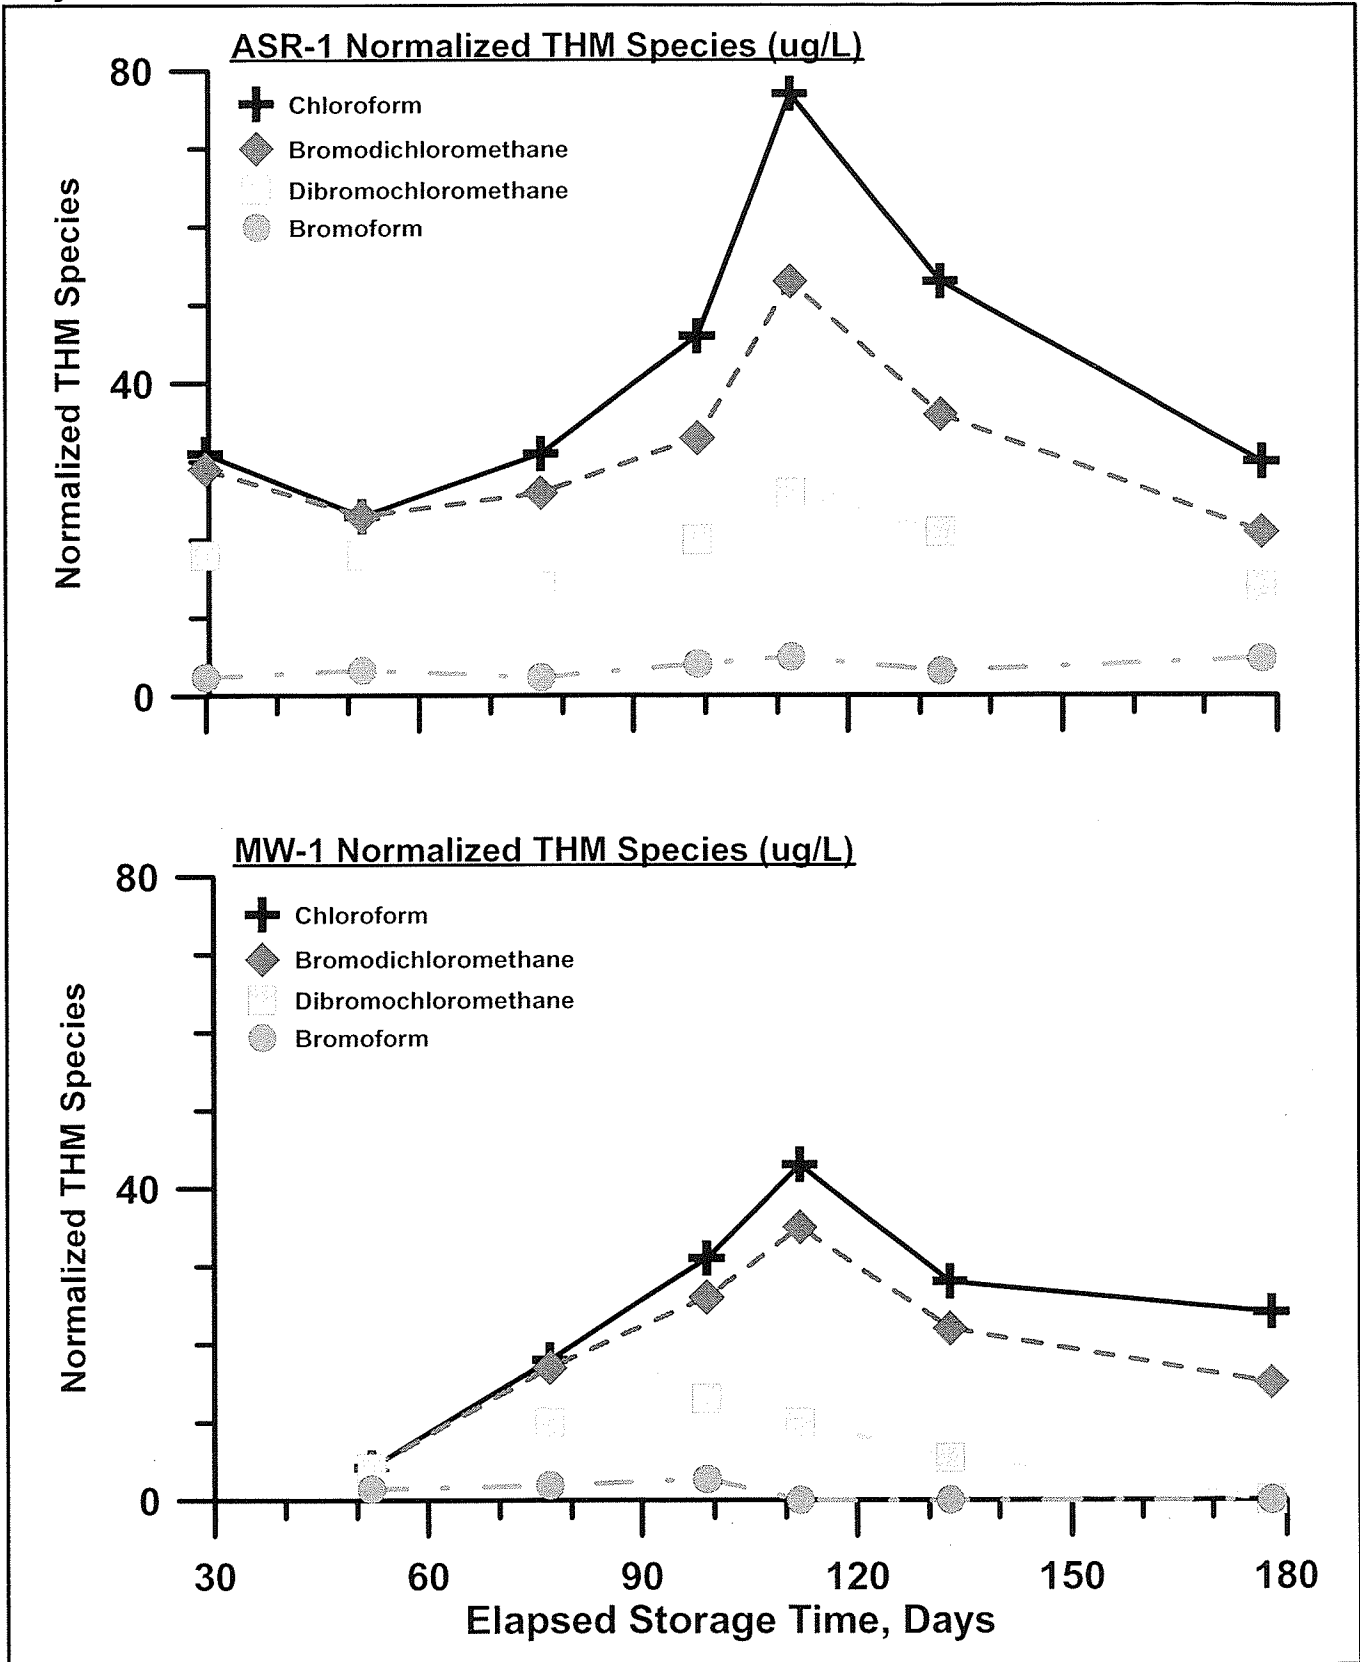 ASR-1 Normalized THM Species (ug/L)
80
Chloroform
Bromodichloromethane
Dibromochloromethane
Bromoform
Normalized THM Species
40
0
MW-1 Normalized THM Species (ug/L)
80
Chloroform
Bromodichloromethane
Dibromochloromethane
Bromoform
Normalized THM Species
40
0
30 60 90 120 150 180
Elapsed Storage Time, Days